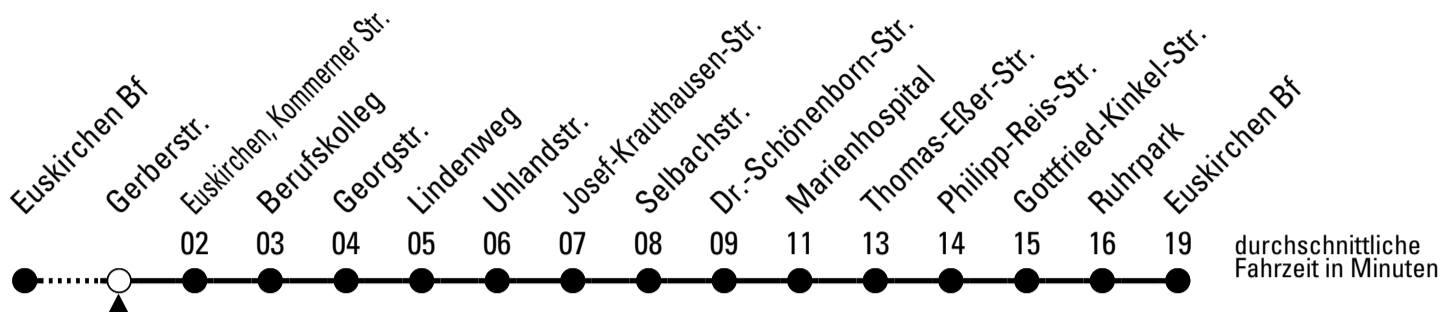 Euskirchen Bf
Gerberstr.
Euskirchen, Kommerner Str.
Berufskolleg
Georgstr.
Lindenweg
Uhlandstr.
Josef-Krauthausen-Str.
Selbachstr.
Dr.-Schönenborn-Str.
Marienhospital
Thomas-Eßer-Str.
Philipp-Reis-Str.
Gottfried-Kinkel-Str.
Ruhrpark
Euskirchen Bf
02 03 04 05 06 07 08 09 11 13 14 15 16 19
durchschnittliche
Fahrzeit in Minuten